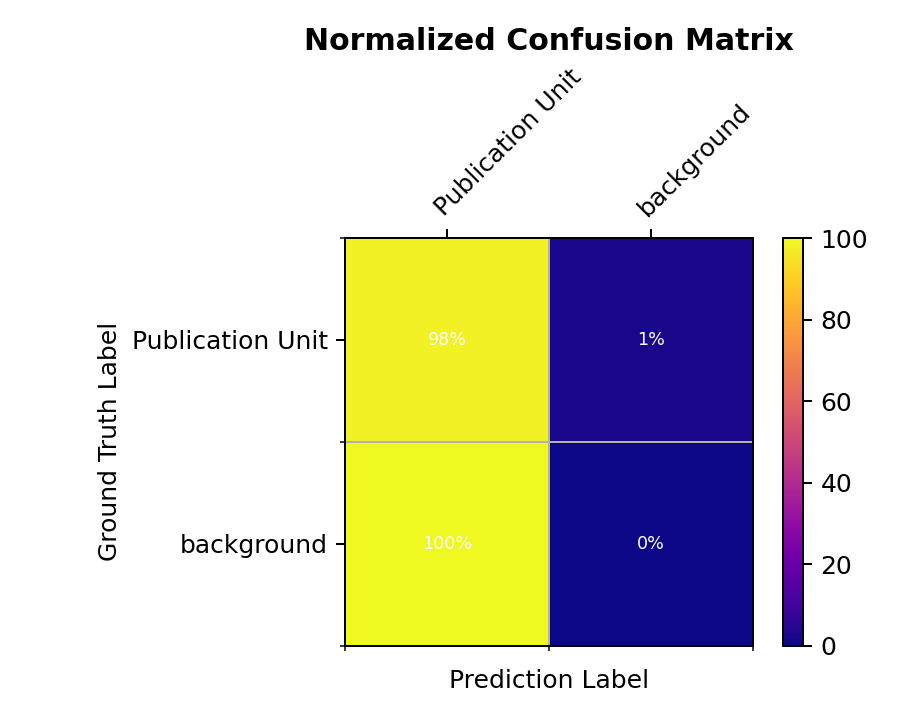 Normalized Confusion Matrix
Publication Unit
background
Publication Unit
98%
1%
background
100%
0%
Ground Truth Label
Prediction Label
100
80
60
40
20
0